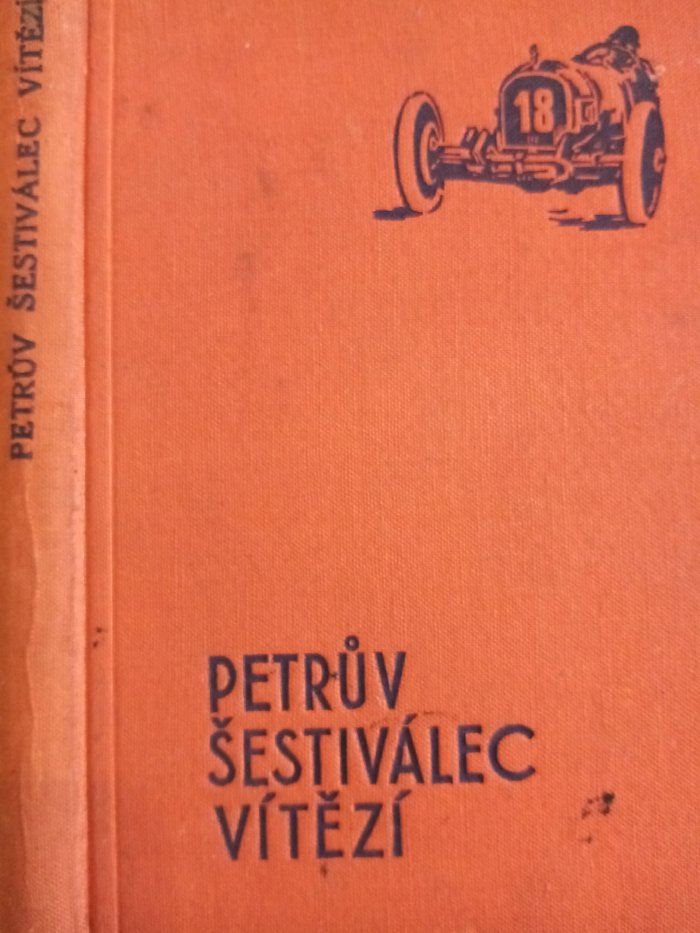 PETRŮV ŠESTIVÁLEC VÍTĚZÍ
18
PETRŮV
ŠESTIVÁLEC
VÍTĚZÍ